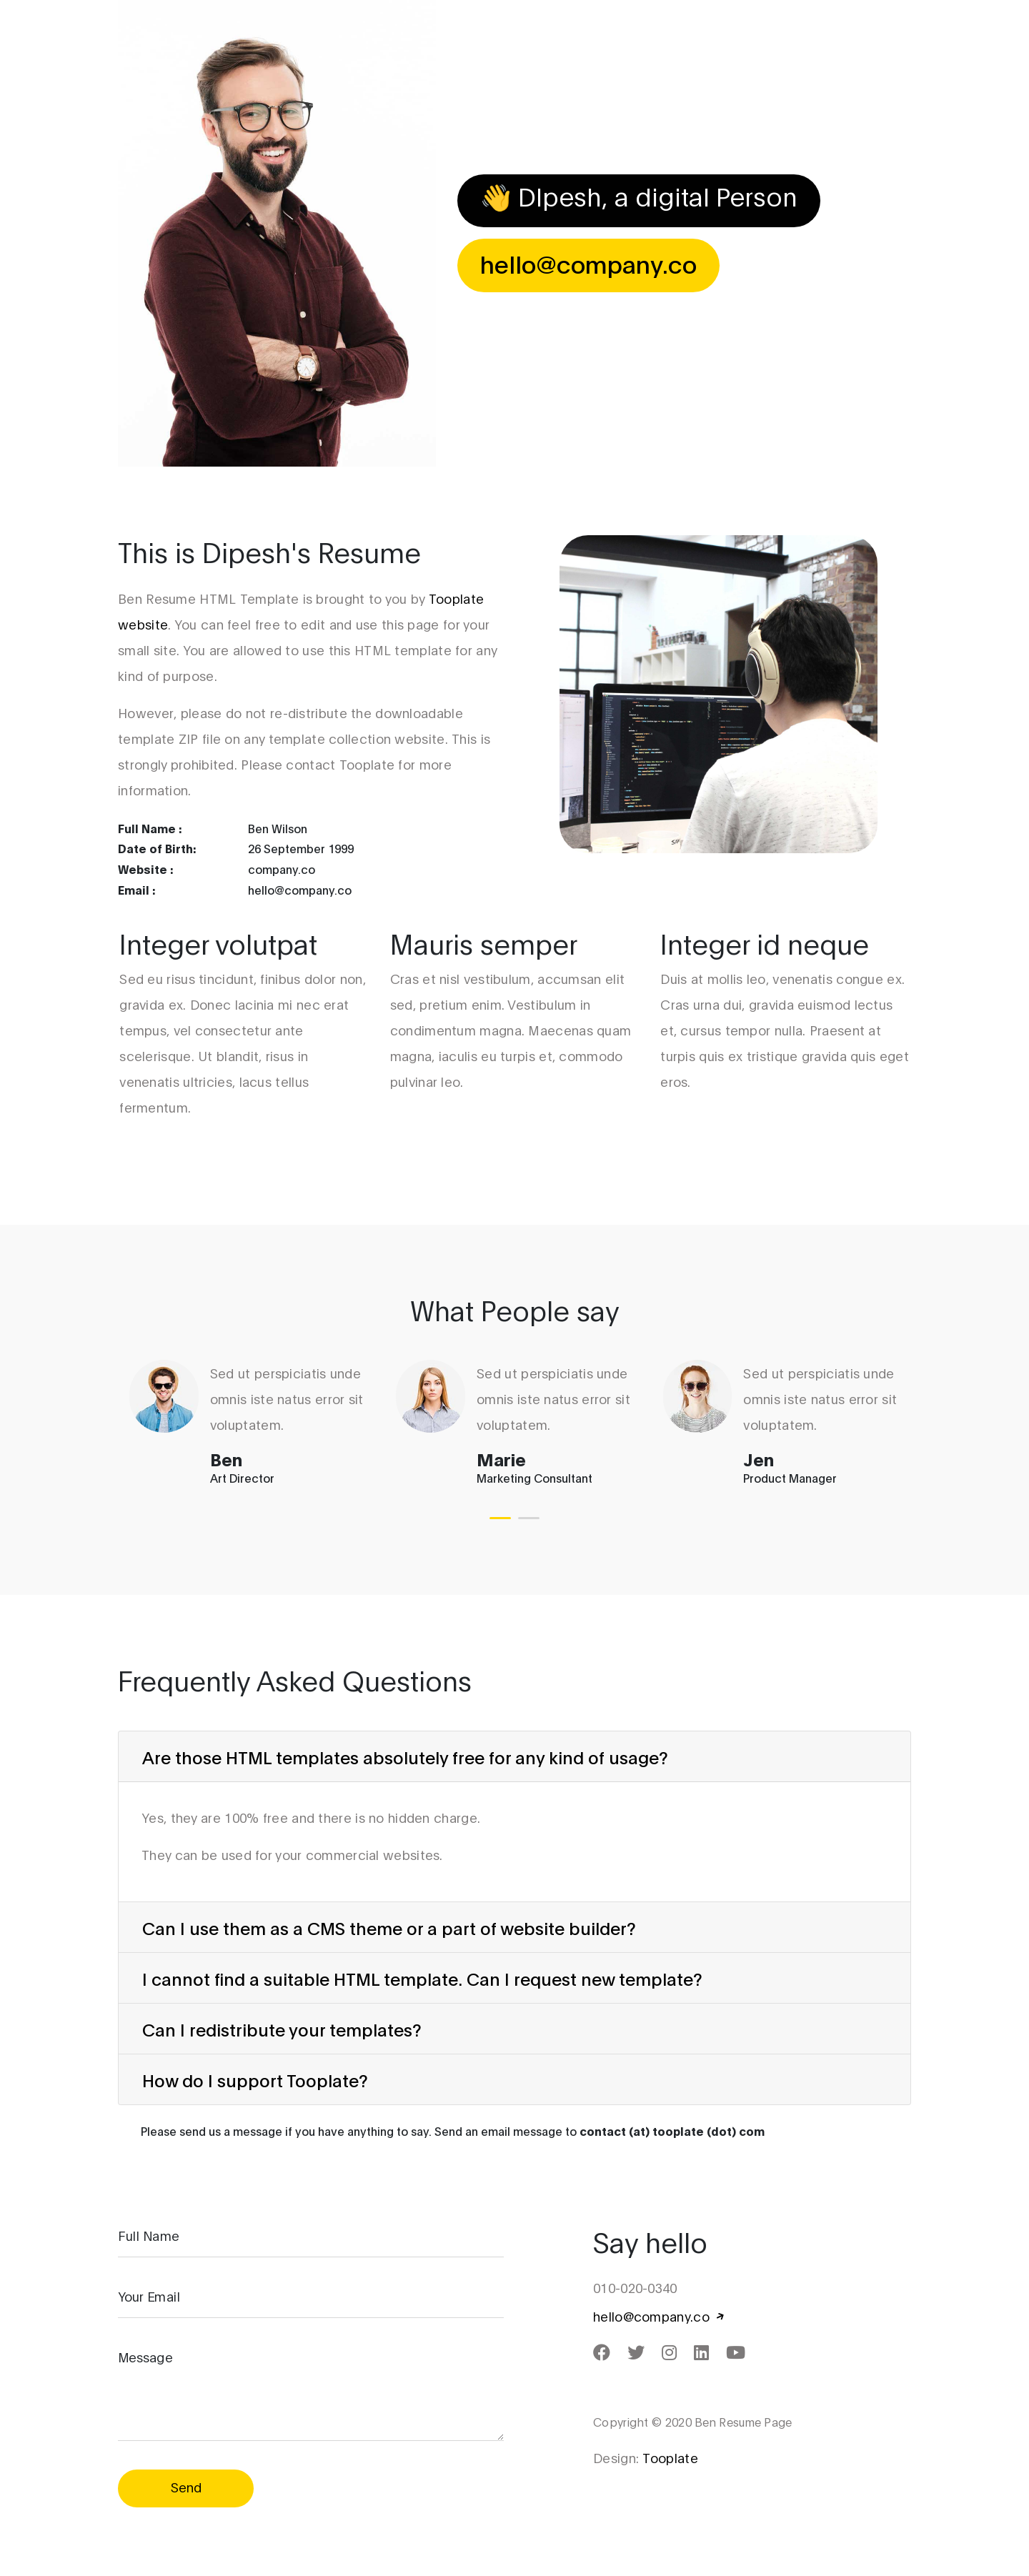 👋 DIpesh, a digital Person
hello@company.co
This is Dipesh's Resume
Ben Resume HTML Template is brought to you by Tooplate
website. You can feel free to edit and use this page for your
small site. You are allowed to use this HTML template for any
kind of purpose.
However, please do not re-distribute the downloadable
template ZIP file on any template collection website. This is
strongly prohibited. Please contact Tooplate for more
information.
Full Name : Ben Wilson
Date of Birth: 26 September 1999
Website : company.co
Email : hello@company.co
Integer volutpat
Sed eu risus tincidunt, finibus dolor non,
gravida ex. Donec lacinia mi nec erat
tempus, vel consectetur ante
scelerisque. Ut blandit, risus in
venenatis ultricies, lacus tellus
fermentum.
Mauris semper
Cras et nisl vestibulum, accumsan elit
sed, pretium enim. Vestibulum in
condimentum magna. Maecenas quam
magna, iaculis eu turpis et, commodo
pulvinar leo.
Integer id neque
Duis at mollis leo, venenatis congue ex.
Cras urna dui, gravida euismod lectus
et, cursus tempor nulla. Praesent at
turpis quis ex tristique gravida quis eget
eros.
What People say
Sed ut perspiciatis unde
omnis iste natus error sit
voluptatem.
Ben
Art Director
Sed ut perspiciatis unde
omnis iste natus error sit
voluptatem.
Marie
Marketing Consultant
Sed ut perspiciatis unde
omnis iste natus error sit
voluptatem.
Jen
Product Manager
Frequently Asked Questions
Are those HTML templates absolutely free for any kind of usage?
Yes, they are 100% free and there is no hidden charge.
They can be used for your commercial websites.
Can I use them as a CMS theme or a part of website builder?
I cannot find a suitable HTML template. Can I request new template?
Can I redistribute your templates?
How do I support Tooplate?
Please send us a message if you have anything to say. Send an email message to contact (at) tooplate (dot) com
Full Name
Your Email
Message
Send
Say hello
010-020-0340
hello@company.co
Copyright © 2020 Ben Resume Page
Design: Tooplate